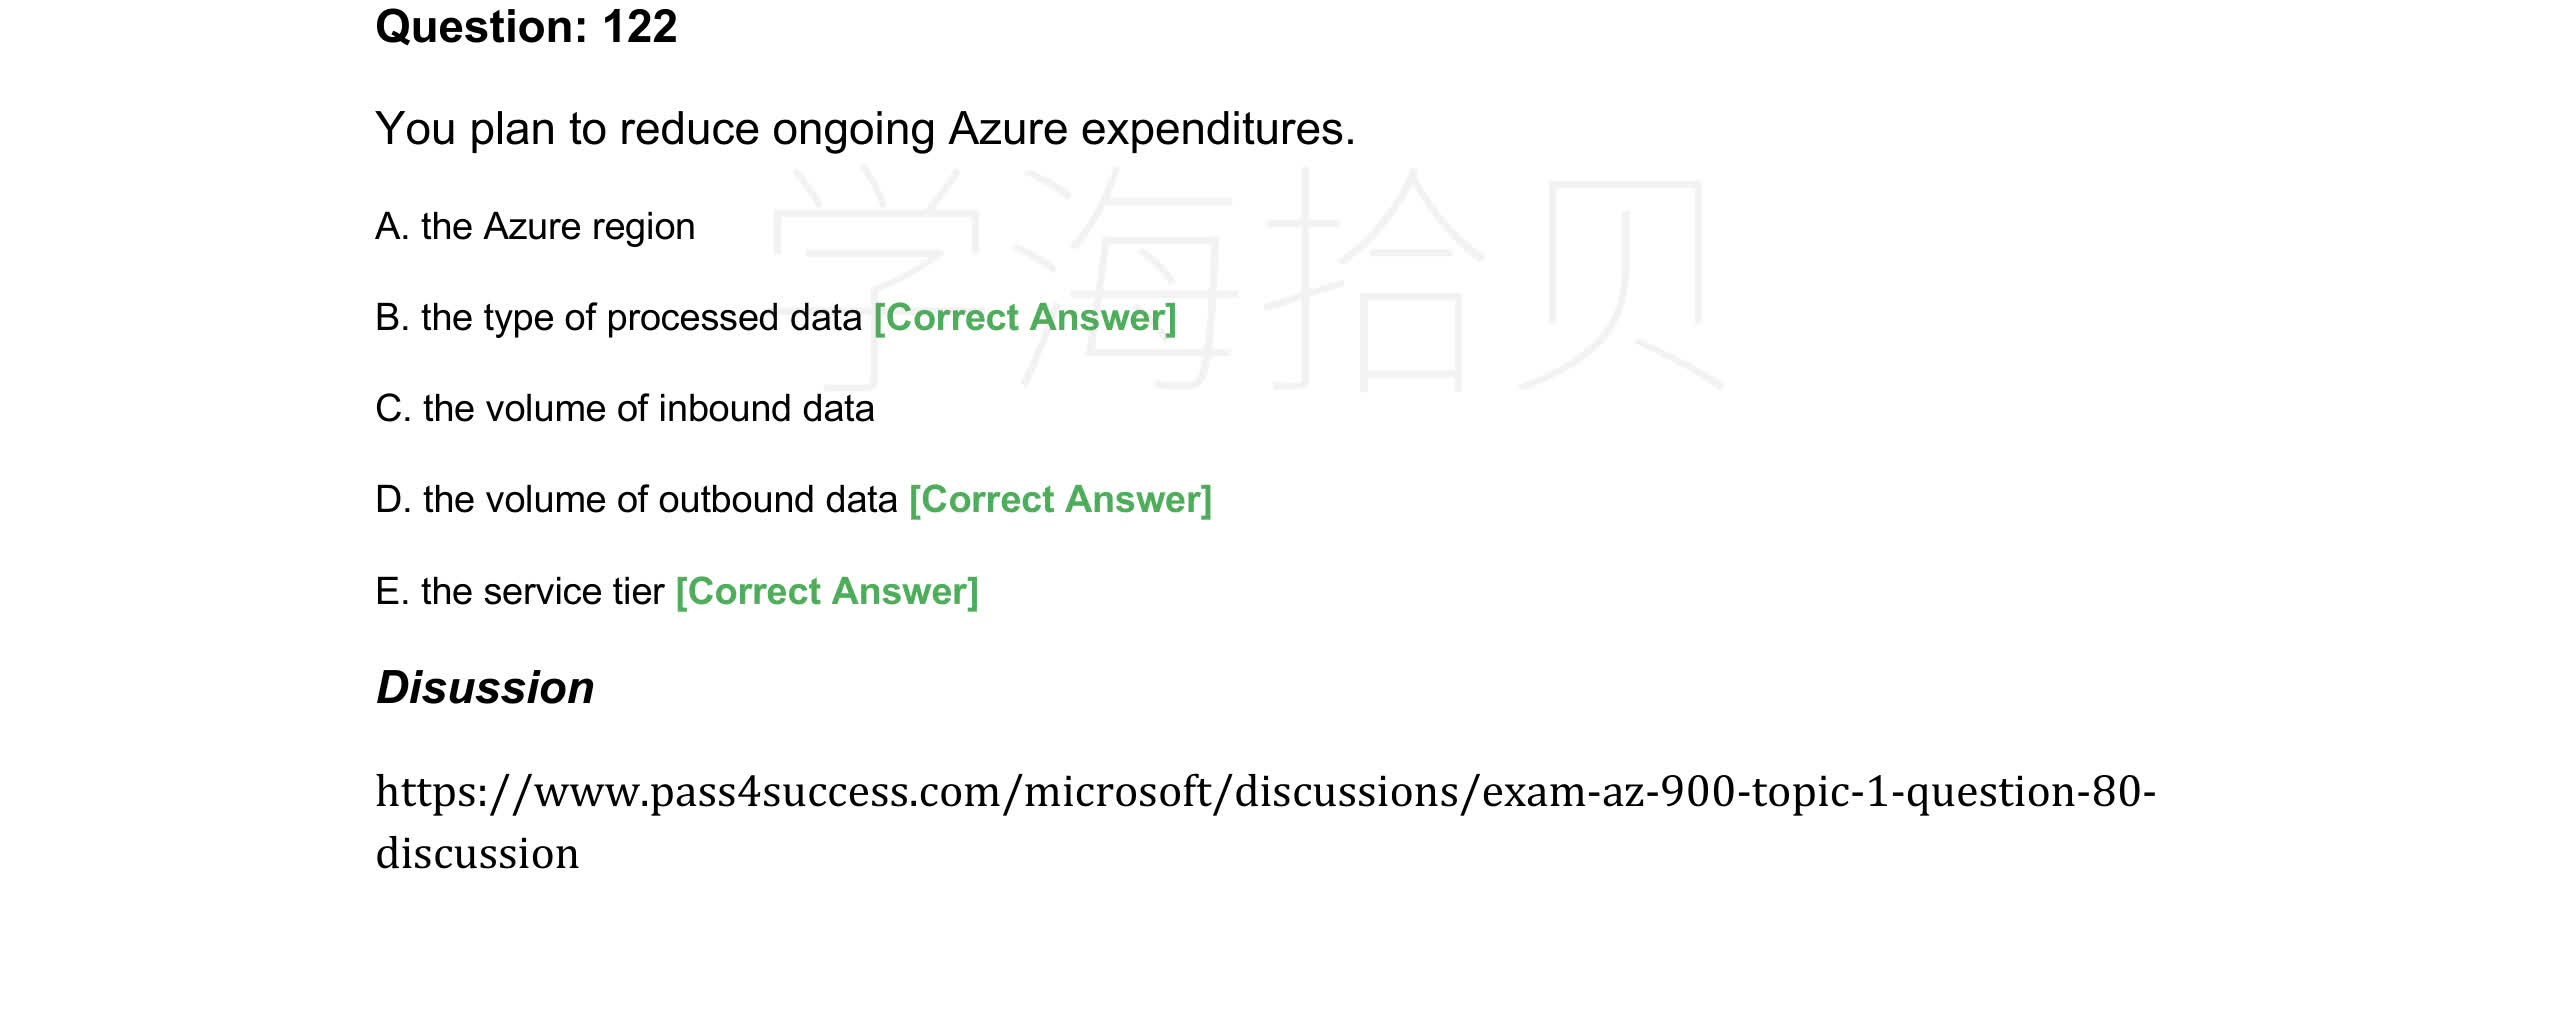 Question: 122
You plan to reduce ongoing Azure expenditures.
学海拾贝
A. the Azure region
B. the type of processed data [Correct Answer]
C. the volume of inbound data
D. the volume of outbound data [Correct Answer]
E. the service tier [Correct Answer]
Disussion
https://www.pass4success.com/microsoft/discussions/exam-az-900-topic-1-question-80-
discussion